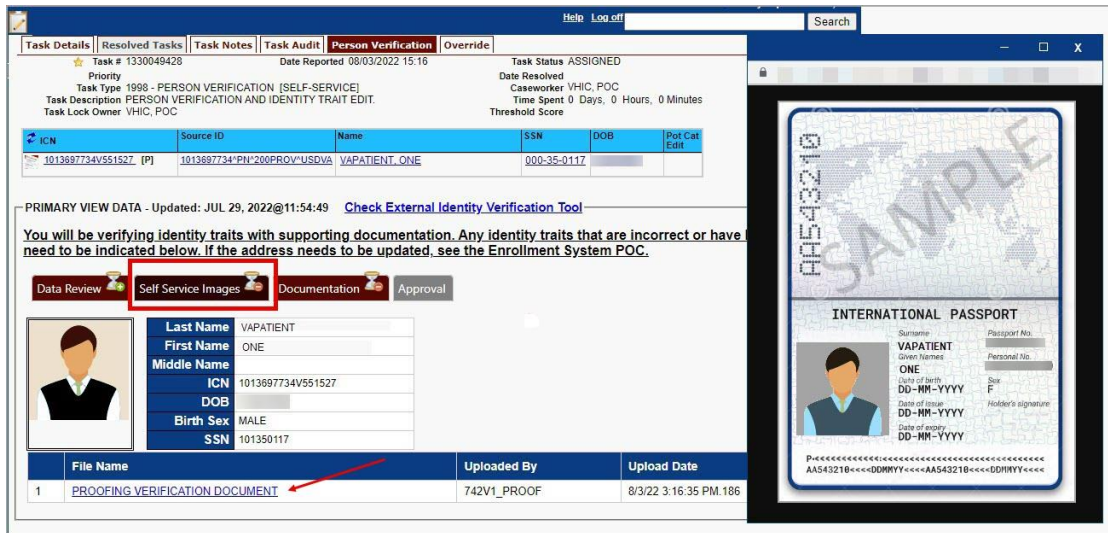 Help Log off
Search
Task Details Resolved Tasks Task Notes Task Audit Person Verification Override
Task # 1330049428 Date Reported 08/03/2022 15:16 Task Status ASSIGNED
Priority Date Resolved
Task Type 1998 - PERSON VERIFICATION [SELF-SERVICE] Caseworker VHIC, POC
Task Description PERSON VERIFICATION AND IDENTITY TRAIT EDIT. Time Spent 0 Days, 0 Hours, 0 Minutes
Task Lock Owner VHIC, POC Threshold Score
ICN Source ID Name SSN DOB Pot Cat Edit
1013697734V551527 [P] 1013697734^PN^200PROV^USDVA VAPATIENT, ONE 000-35-0117
PRIMARY VIEW DATA - Updated: JUL 29, 2022@11:54:49 Check External Identity Verification Tool
You will be verifying identity traits with supporting documentation. Any identity traits that are incorrect or have
need to be indicated below. If the address needs to be updated, see the Enrollment System POC.
Data Review Self Service Images Documentation Approval
Last Name VAPATIENT
First Name ONE
Middle Name
ICN 1013697734V551527
DOB
Birth Sex MALE
SSN 101350117
File Name Uploaded By Upload Date
1 PROOFING VERIFICATION DOCUMENT 742V1_PROOF 8/3/22 3:16:35 PM.186
X
AA5543210
SAMPLE
INTERNATIONAL PASSPORT
Surname Passport No.
VAPATIENT
Given Names Personal No.
ONE
Date of birth Sex
DD-MM-YYYY F
Date of issue Holder's signature
DD-MM-YYYY
Date of expiry
DD-MM-YYYY
AA543210<<<<DDMMYY<<<<AA543210<<<<DDMMYY<<<<